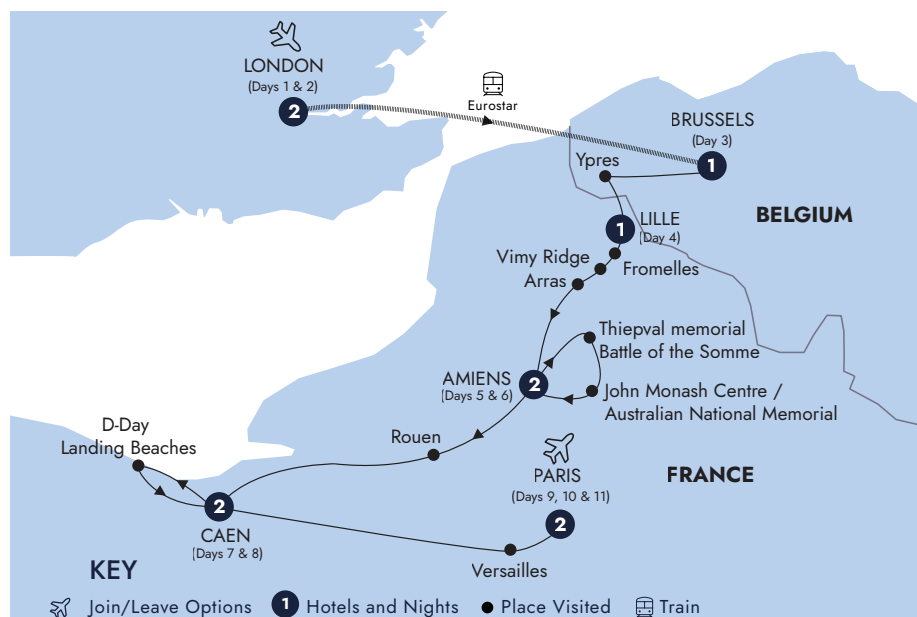 LONDON
(Days 1 & 2)
2
Eurostar
BRUSSELS
(Day 3)
1
Ypres
BELGIUM
LILLE
(Day 4)
1
Vimy Ridge
Fromelles
Arras
Thiepval memorial
Battle of the Somme
AMIENS
(Days 5 & 6)
2
John Monash Centre /
Australian National Memorial
D-Day
Landing Beaches
Rouen
PARIS
(Days 9, 10 & 11)
2
FRANCE
2
CAEN
(Days 7 & 8)
Versailles
KEY
Join/Leave Options
1 Hotels and Nights
Place Visited
Train